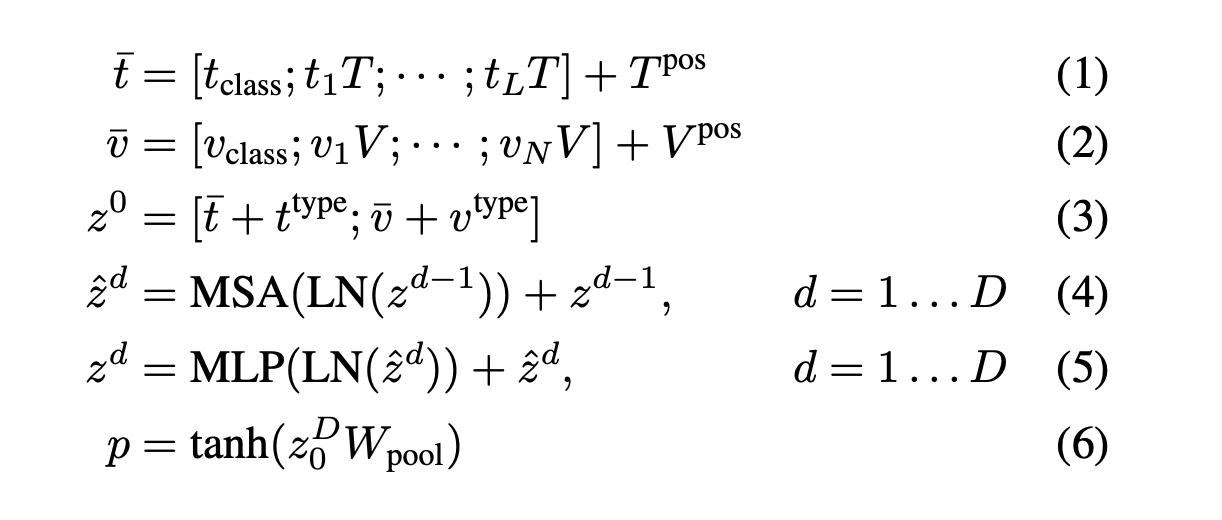 t̄ = [t_class; t_1T; ⋯ ; t_LT] + T^pos (1)
v̄ = [v_class; v_1V; ⋯ ; v_NV] + V^pos (2)
z^0 = [t̄ + t^type; v̄ + v^type] (3)
ẑ^d = MSA(LN(z^{d−1})) + z^{d−1}, d = 1 … D (4)
z^d = MLP(LN(ẑ^d)) + ẑ^d, d = 1 … D (5)
p = tanh(z_0^D W_pool) (6)